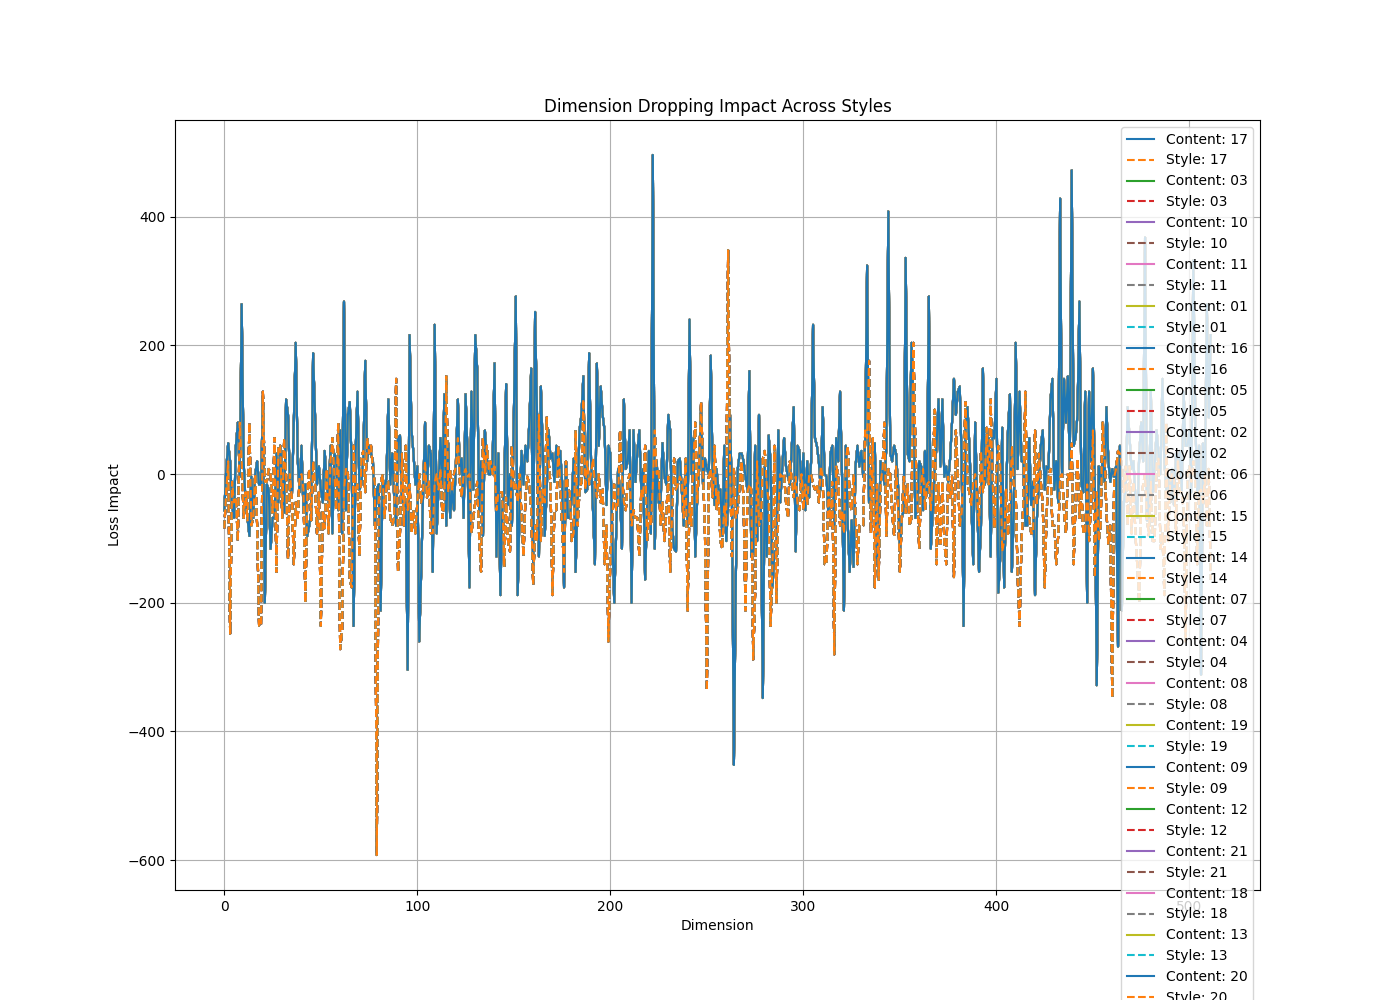 Dimension Dropping Impact Across Styles
Loss Impact
400
200
0
−200
−400
−600
0
100
200
300
400
500
Dimension
Content: 17
Style: 17
Content: 03
Style: 03
Content: 10
Style: 10
Content: 11
Style: 11
Content: 01
Style: 01
Content: 16
Style: 16
Content: 05
Style: 05
Content: 02
Style: 02
Content: 06
Style: 06
Content: 15
Style: 15
Content: 14
Style: 14
Content: 07
Style: 07
Content: 04
Style: 04
Content: 08
Style: 08
Content: 19
Style: 19
Content: 09
Style: 09
Content: 12
Style: 12
Content: 21
Style: 21
Content: 18
Style: 18
Content: 13
Style: 13
Content: 20
Style: 20